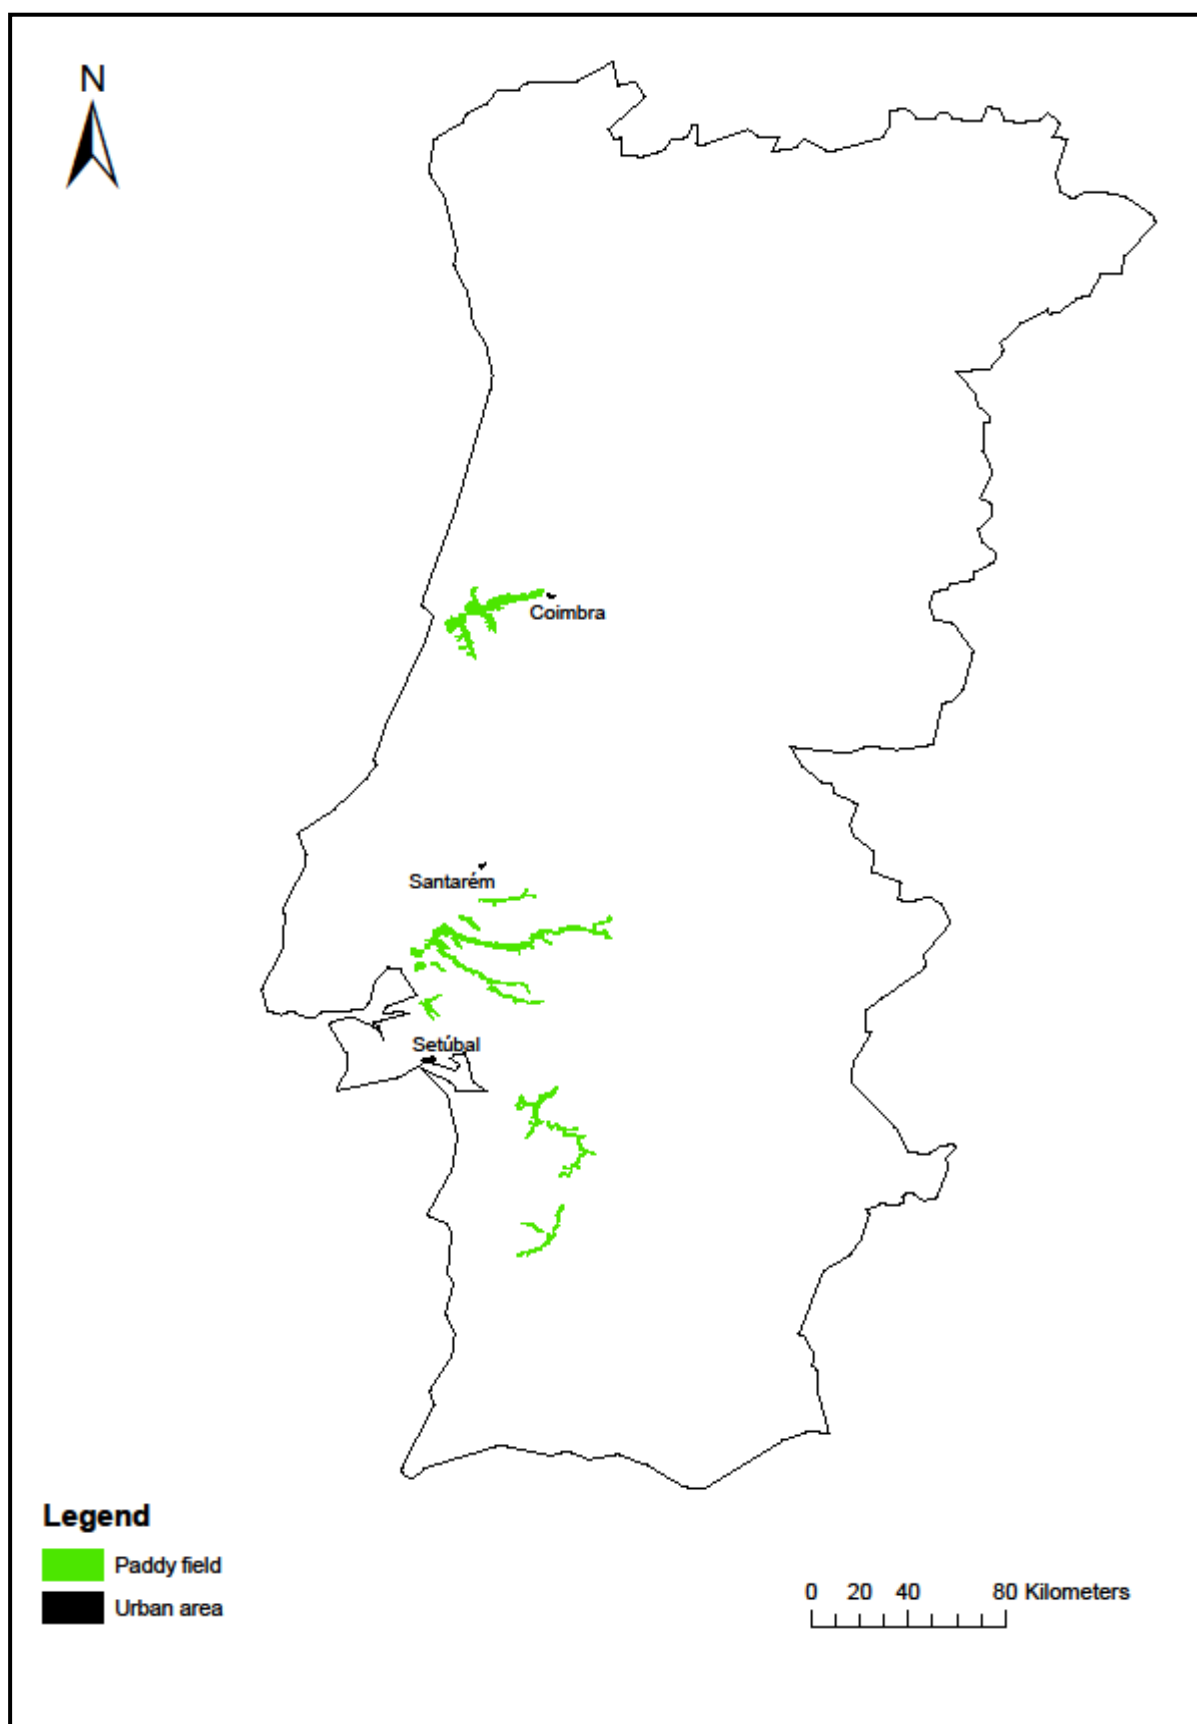 N
Coimbra
Santarém
Setúbal
Legend
Paddy field
Urban area
0 20 40 80 Kilometers